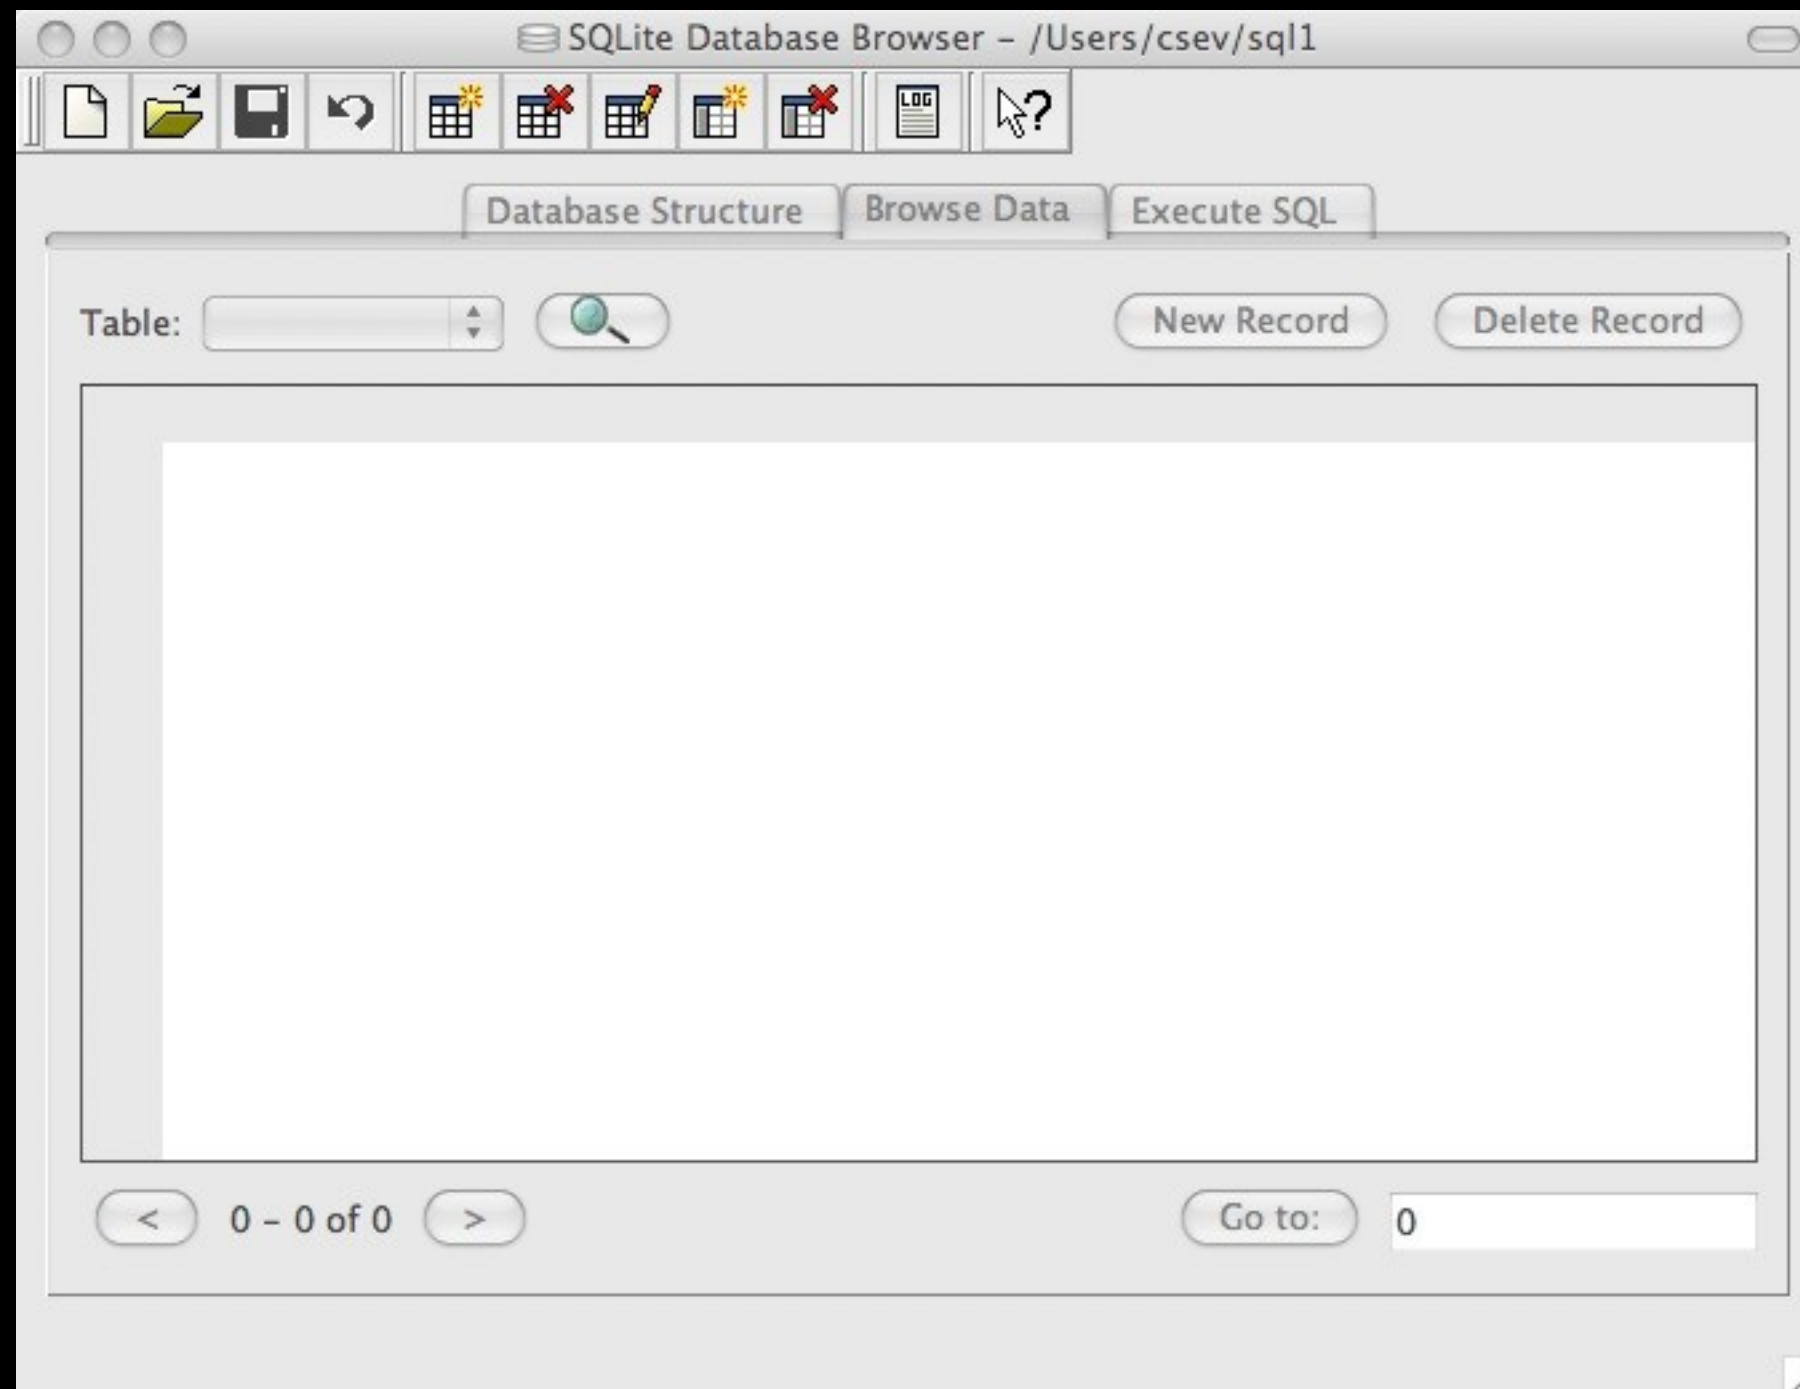 SQLite Database Browser – /Users/csev/sql1
LOG
?
Database Structure Browse Data Execute SQL
Table: New Record Delete Record
< 0 – 0 of 0 > Go to: 0